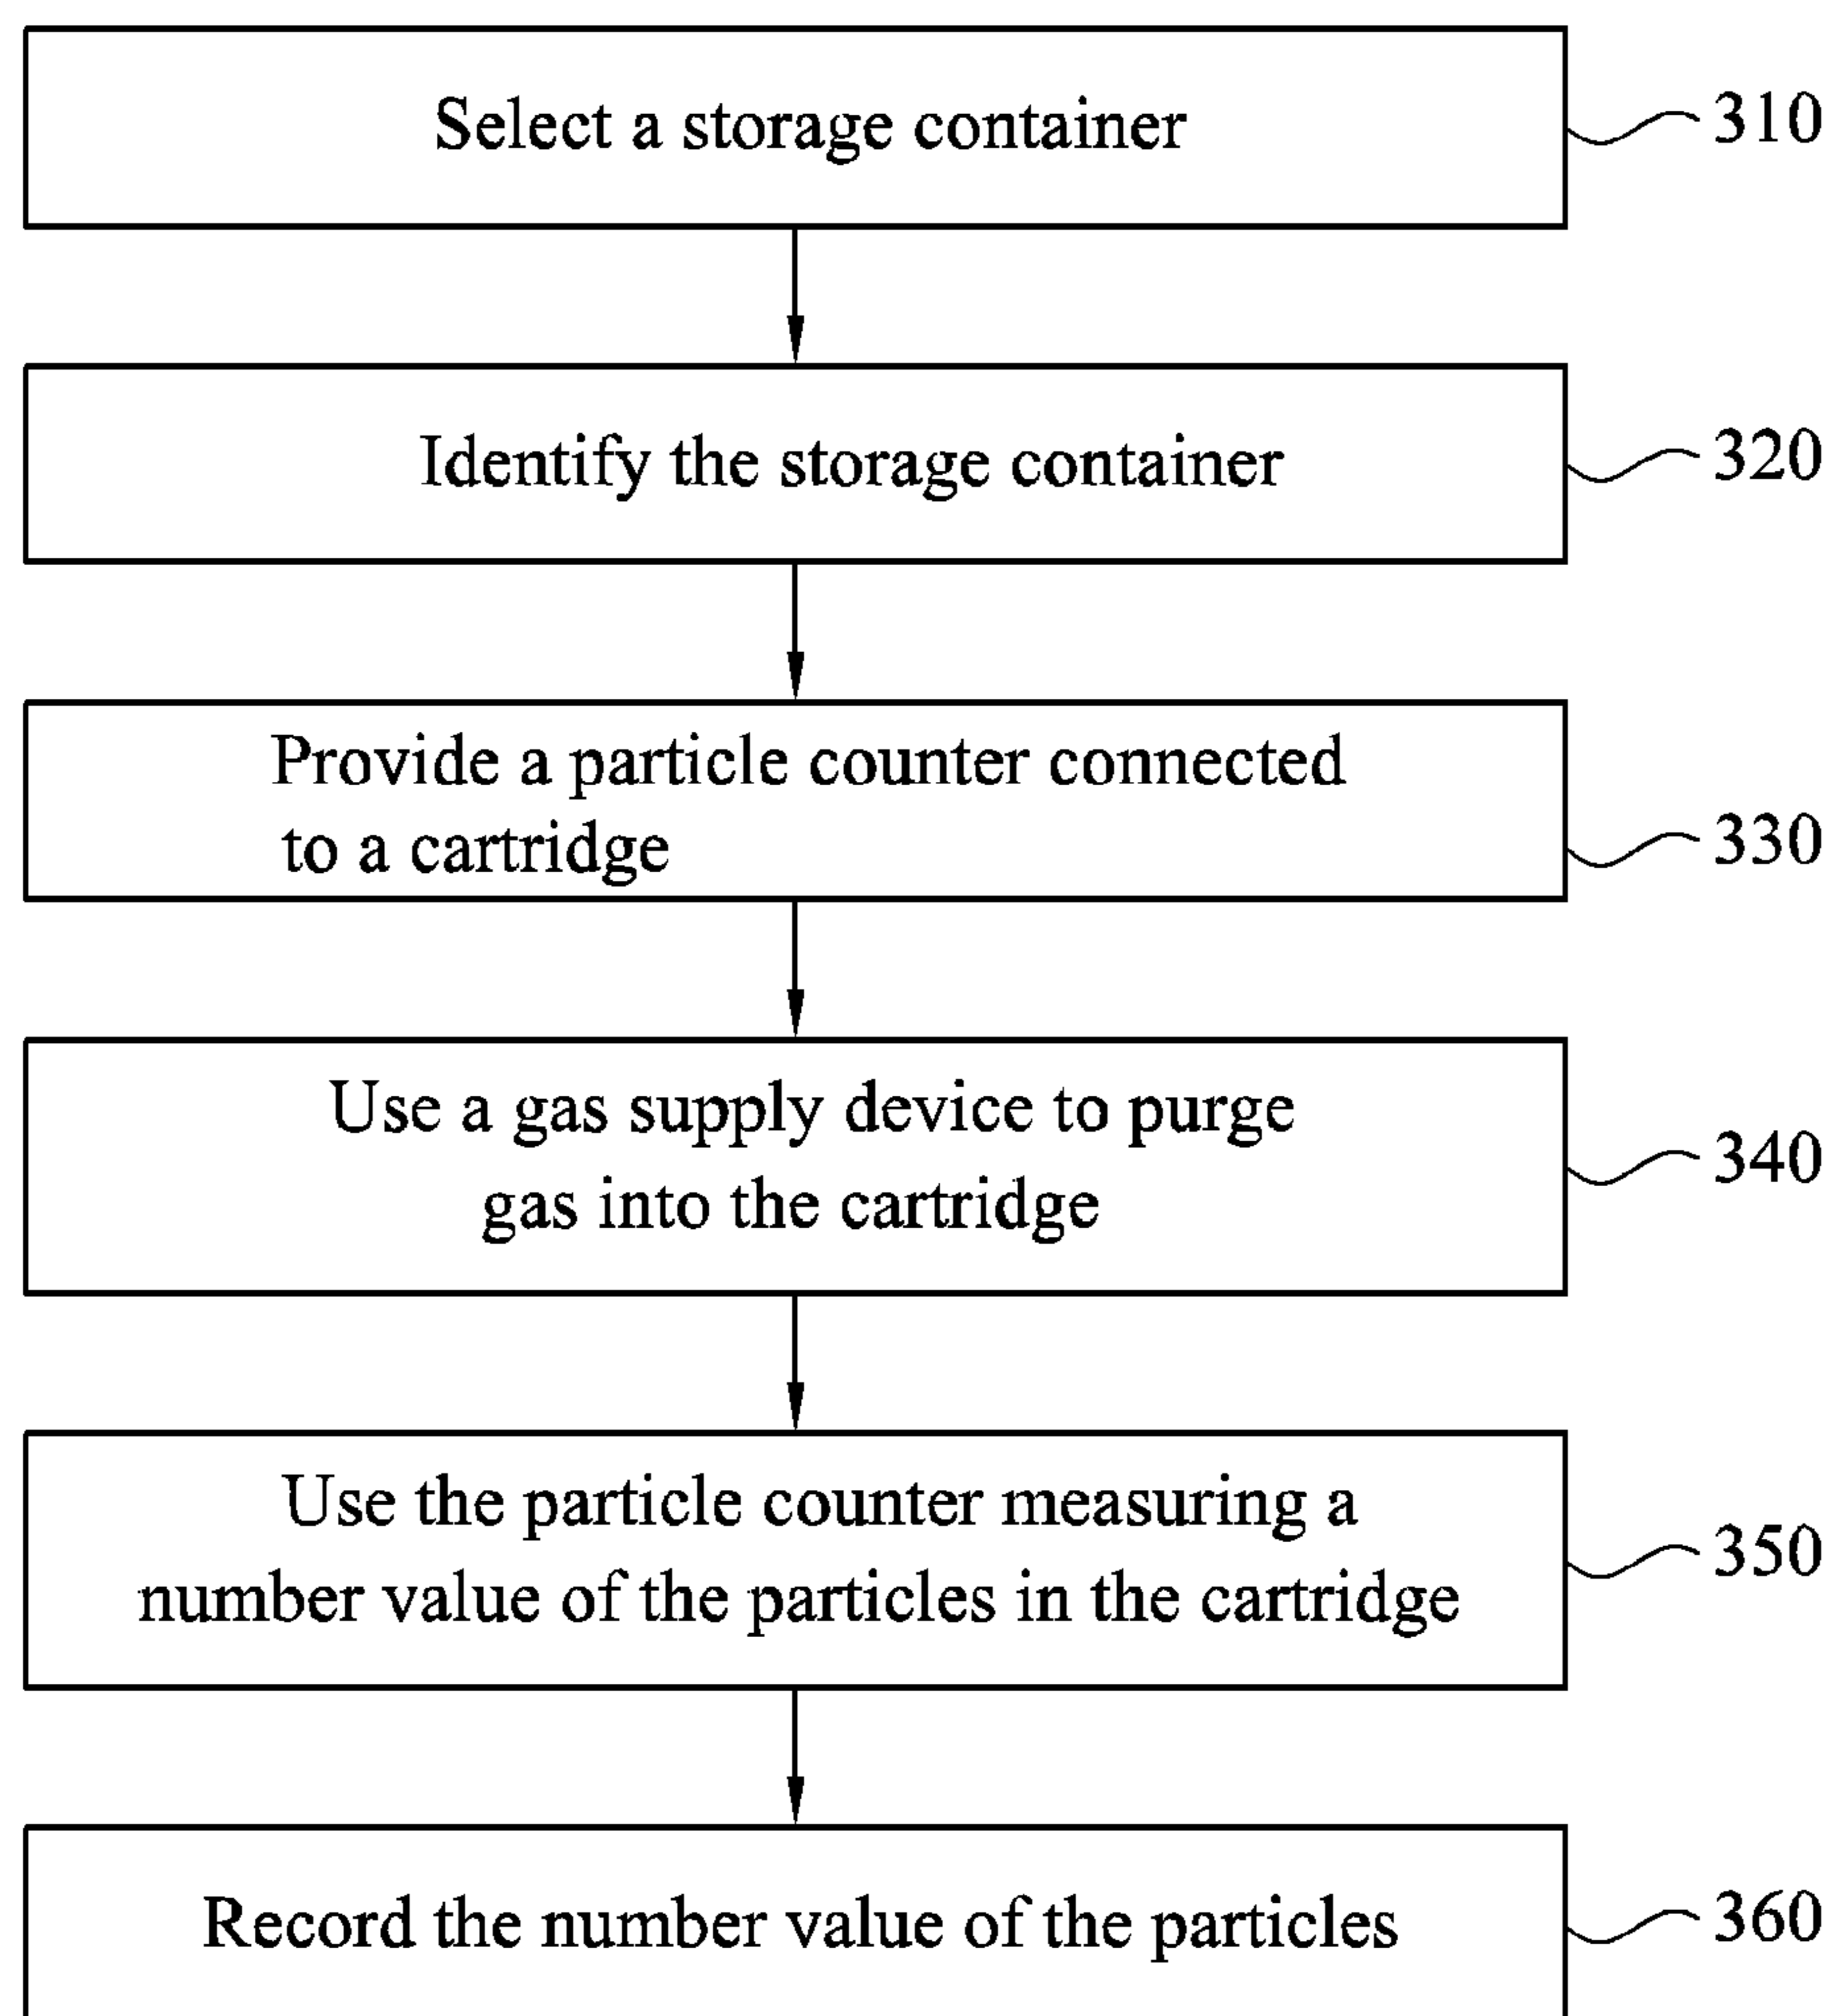 Select a storage container
310
Identify the storage container
320
Provide a particle counter connected
to a cartridge
330
Use a gas supply device to purge
gas into the cartridge
340
Use the particle counter measuring a
number value of the particles in the cartridge
350
Record the number value of the particles
360